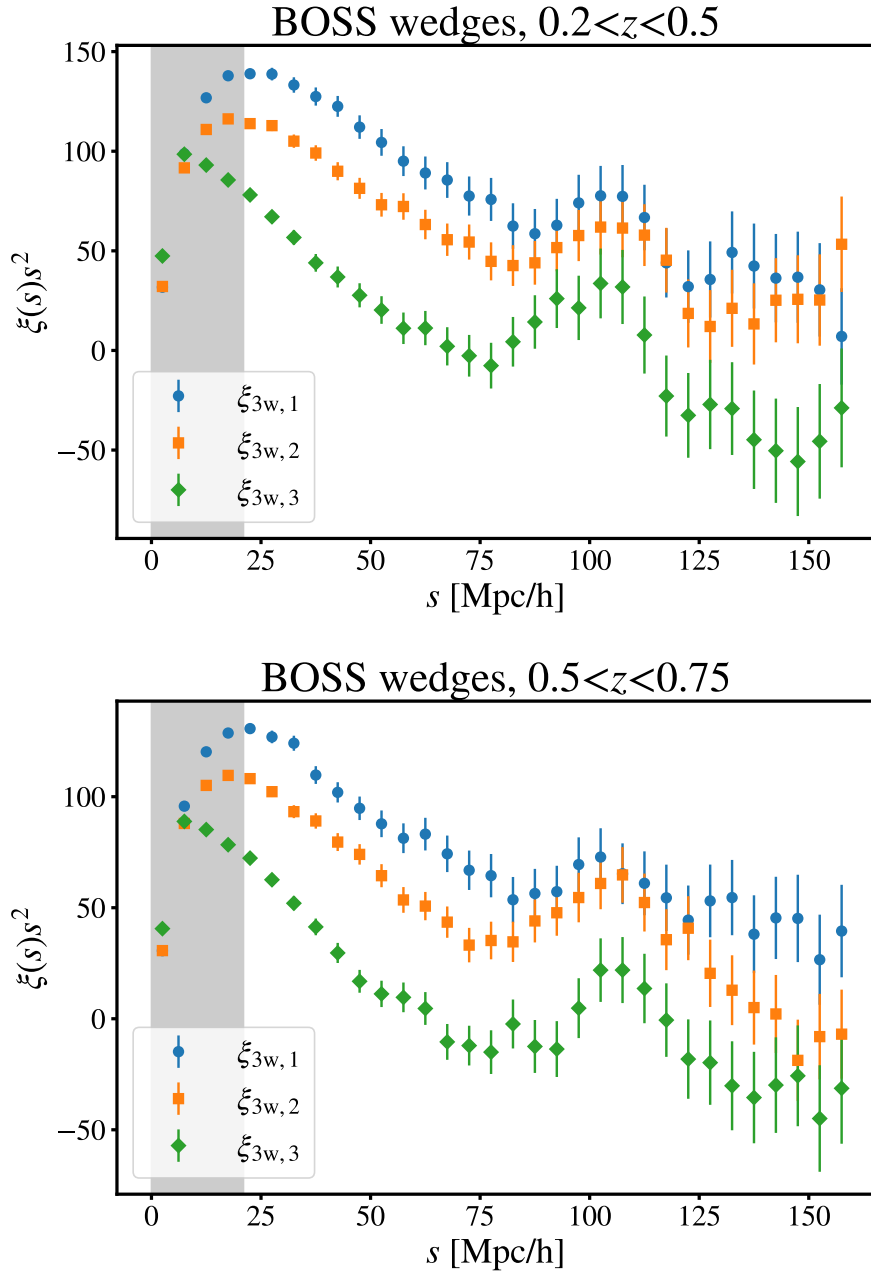 BOSS wedges, 0.2<z<0.5
150
100
50
0
−50
ξ(s)s²
ξ3w, 1
ξ3w, 2
ξ3w, 3
0 25 50 75 100 125 150
s [Mpc/h]
BOSS wedges, 0.5<z<0.75
100
50
0
−50
ξ(s)s²
ξ3w, 1
ξ3w, 2
ξ3w, 3
0 25 50 75 100 125 150
s [Mpc/h]